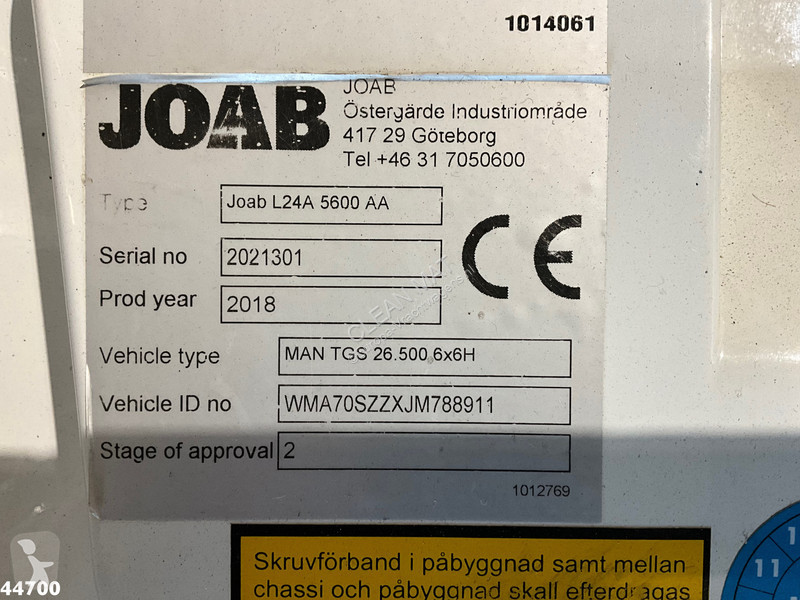 1014061
JOAB
JOAB
Östergärde Industriområde
417 29 Göteborg
Tel +46 31 7050600
Type
Joab L24A 5600 AA
Serial no
2021301
Prod year
2018
CE
Vehicle type
MAN TGS 26.500 6x6H
Vehicle ID no
WMA70SZZXJM788911
Stage of approval
2
1012769
Skruvförband i påbyggnad samt mellan
chassi och påbyggnad skall efterdragas
11
44700